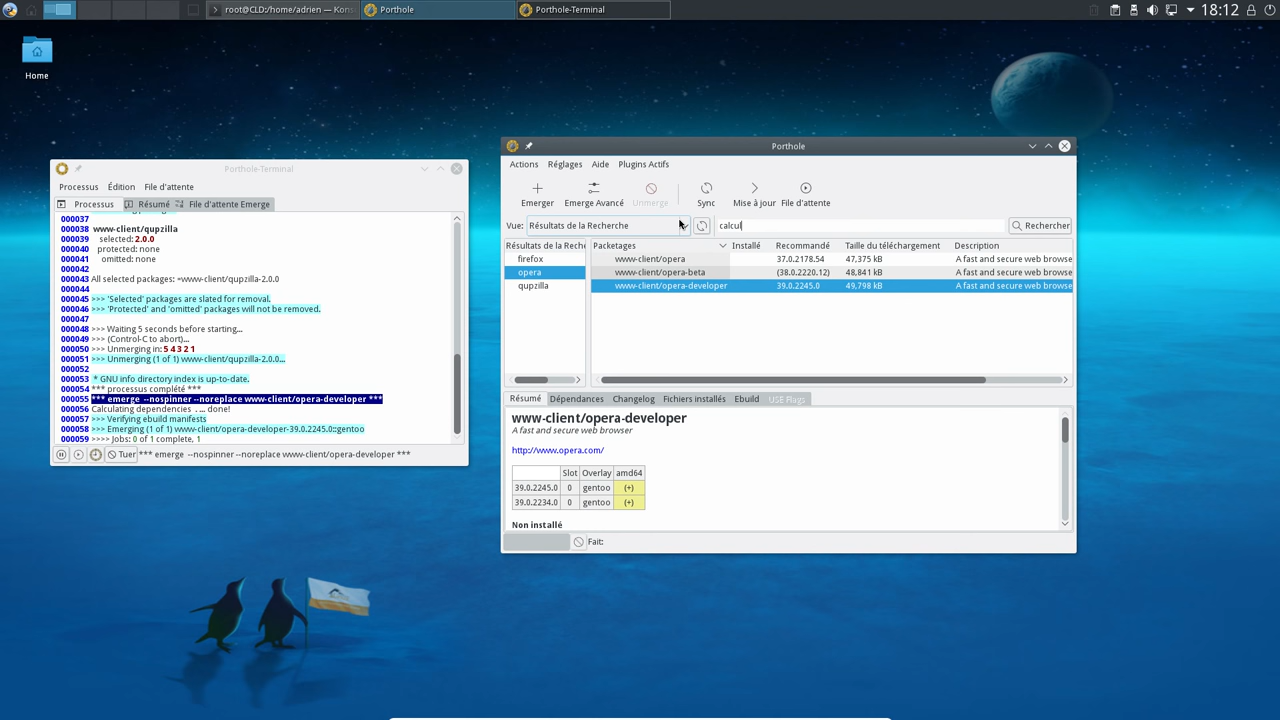 root@CLD:/home/adrien — Kons
Porthole
Porthole-Terminal
18:12
Home
Porthole-Terminal
Processus Édition File d'attente
Processus Résumé File d'attente Emerge
000037
000038 www-client/qupzilla
000039 selected: 2.0.0
000040 protected: none
000041 omitted: none
000042
000043 All selected packages: =www-client/qupzilla-2.0.0
000044
000045 >>> 'Selected' packages are slated for removal.
000046 >>> 'Protected' and 'omitted' packages will not be removed.
000047
000048 >>> Waiting 5 seconds before starting...
000049 >>> (Control-C to abort)...
000050 >>> Unmerging in: 5 4 3 2 1
000051 >>> Unmerging (1 of 1) www-client/qupzilla-2.0.0...
000052
000053 * GNU info directory index is up-to-date.
000054 *** processus complété ***
000055 *** emerge --nospinner --noreplace www-client/opera-developer ***
000056 Calculating dependencies . ... done!
000057 >>> Verifying ebuild manifests
000058 >>> Emerging (1 of 1) www-client/opera-developer-39.0.2245.0::gentoo
000059 >>>> Jobs: 0 of 1 complete, 1
Tuer *** emerge --nospinner --noreplace www-client/opera-developer ***
Porthole
Actions Réglages Aide Plugins Actifs
Emerger Emerge Avancé Unmerge Sync Mise à jour File d'attente
Vue: Résultats de la Recherche calcul Rechercher
Résultats de la Reche Packetages Installé Recommandé Taille du téléchargement Description
firefox www-client/opera 37.0.2178.54 47,375 kB A fast and secure web browse
opera www-client/opera-beta (38.0.2220.12) 48,841 kB A fast and secure web browse
qupzilla www-client/opera-developer 39.0.2245.0 49,798 kB A fast and secure web browse
Résumé Dépendances Changelog Fichiers installés Ebuild USE Flags
www-client/opera-developer
A fast and secure web browser
http://www.opera.com/
Slot Overlay amd64
39.0.2245.0 0 gentoo (+)
39.0.2234.0 0 gentoo (+)
Non installé
Fait: